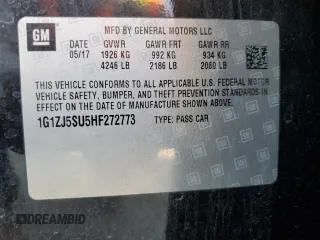 GM
MFD BY GENERAL MOTORS LLC
DATE GVWR GAWR FRT GAWR RR
05/17 1926 KG 992 KG 934 KG
4246 LB 2186 LB 2060 LB
THIS VEHICLE CONFORMS TO ALL APPLICABLE U.S. FEDERAL MOTOR
VEHICLE SAFETY, BUMPER, AND THEFT PREVENTION STANDARDS
IN EFFECT ON THE DATE OF MANUFACTURE SHOWN ABOVE.
1G1ZJ5SU5HF272773 TYPE: PASS CAR
DREAMBID